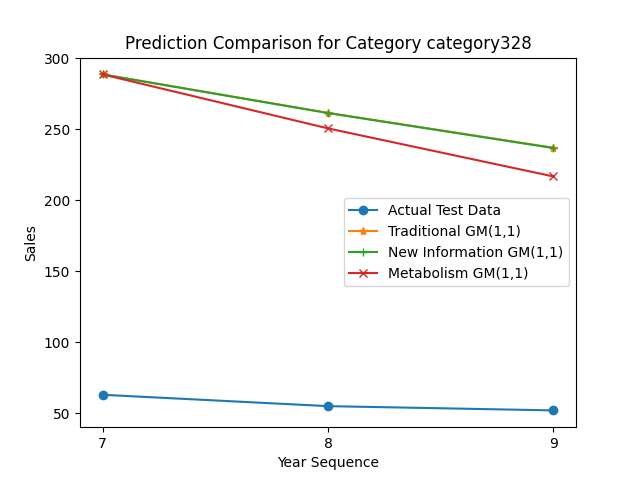 Prediction Comparison for Category category328
300
250
200
150
100
50
Sales
Actual Test Data
Traditional GM(1,1)
New Information GM(1,1)
Metabolism GM(1,1)
7 8 9
Year Sequence